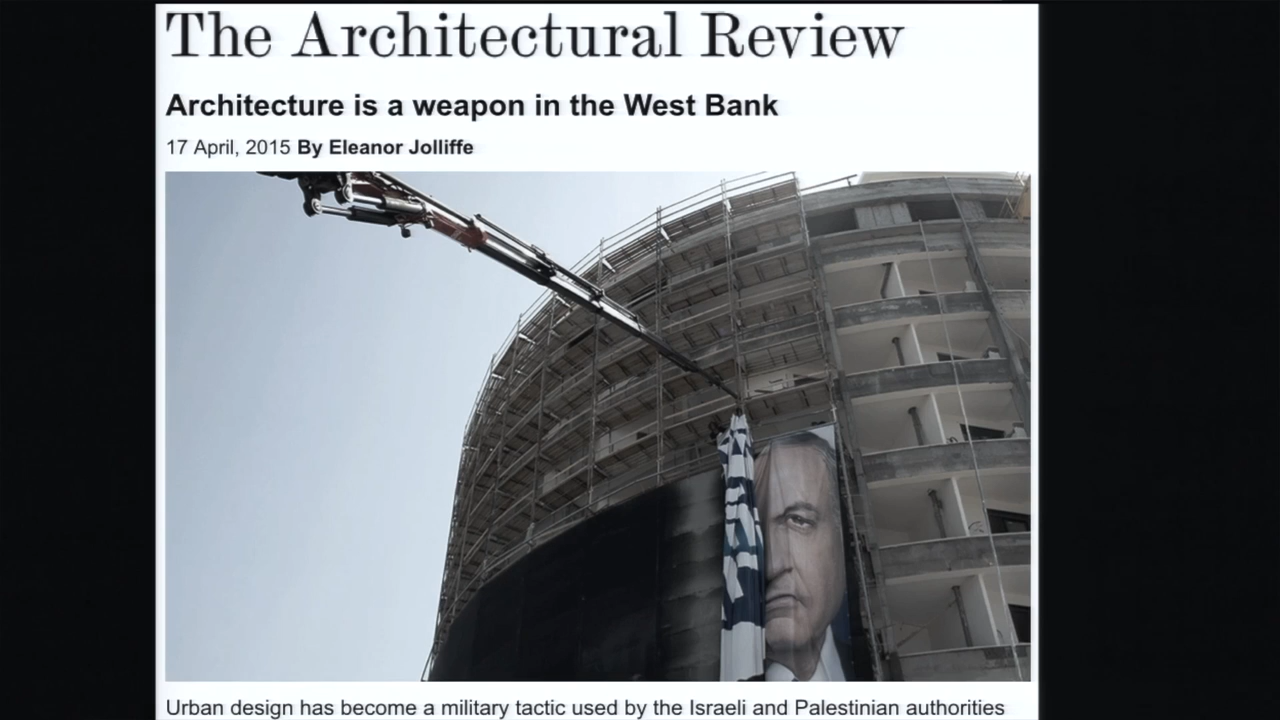 The Architectural Review
Architecture is a weapon in the West Bank
17 April, 2015 By Eleanor Jolliffe
Urban design has become a military tactic used by the Israeli and Palestinian authorities